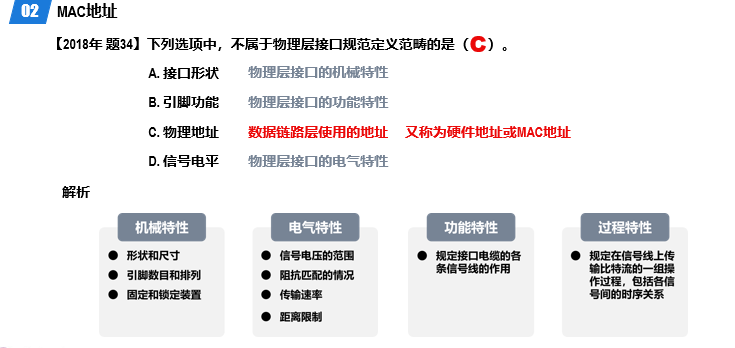 02 MAC地址
【2018年 题34】下列选项中，不属于物理层接口规范定义范畴的是（C）。
A. 接口形状 物理层接口的机械特性
B. 引脚功能 物理层接口的功能特性
C. 物理地址 数据链路层使用的地址 又称为硬件地址或MAC地址
D. 信号电平 物理层接口的电气特性
解析
机械特性
● 形状和尺寸
● 引脚数目和排列
● 固定和锁定装置
电气特性
● 信号电压的范围
● 阻抗匹配的情况
● 传输速率
● 距离限制
功能特性
● 规定接口电缆的各
条信号线的作用
过程特性
● 规定在信号线上传
输比特流的一组操
作过程，包括各信
号间的时序关系